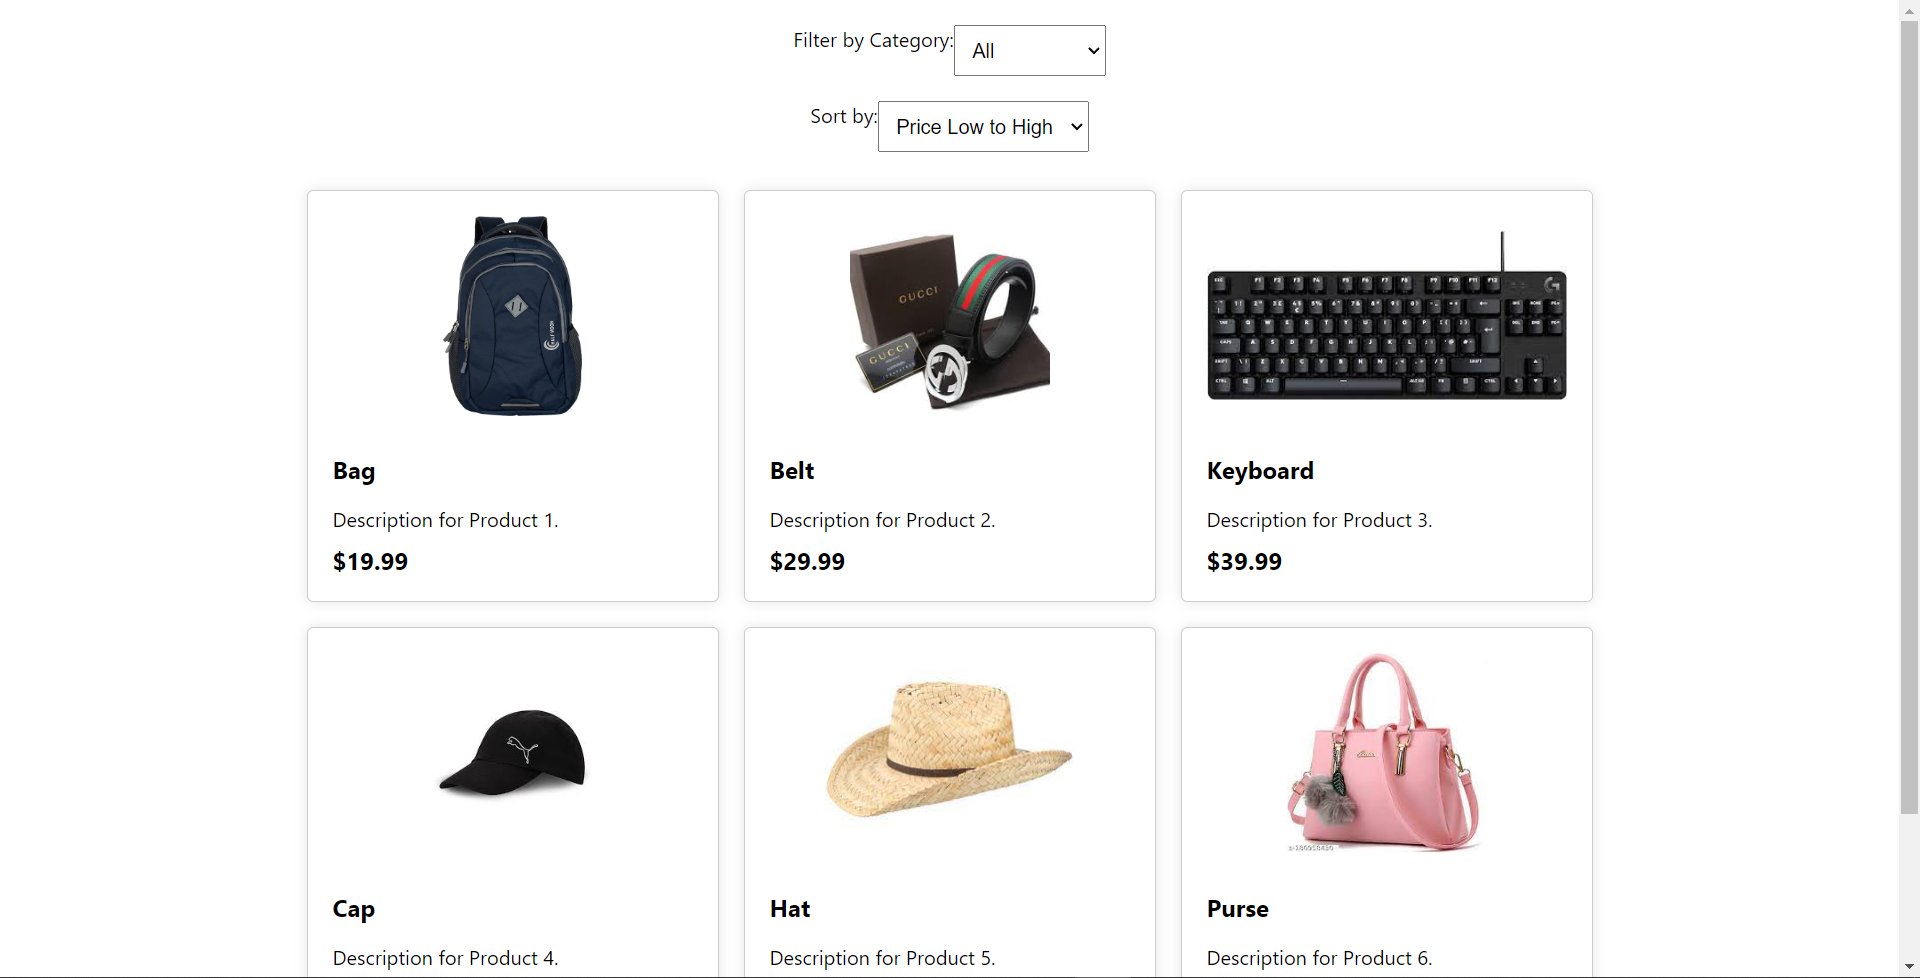 Filter by Category: All
Sort by: Price Low to High
GUCCI
GUCCI
Bag
Description for Product 1.
$19.99
Belt
Description for Product 2.
$29.99
Keyboard
Description for Product 3.
$39.99
Cap
Description for Product 4.
Hat
Description for Product 5.
Purse
Description for Product 6.